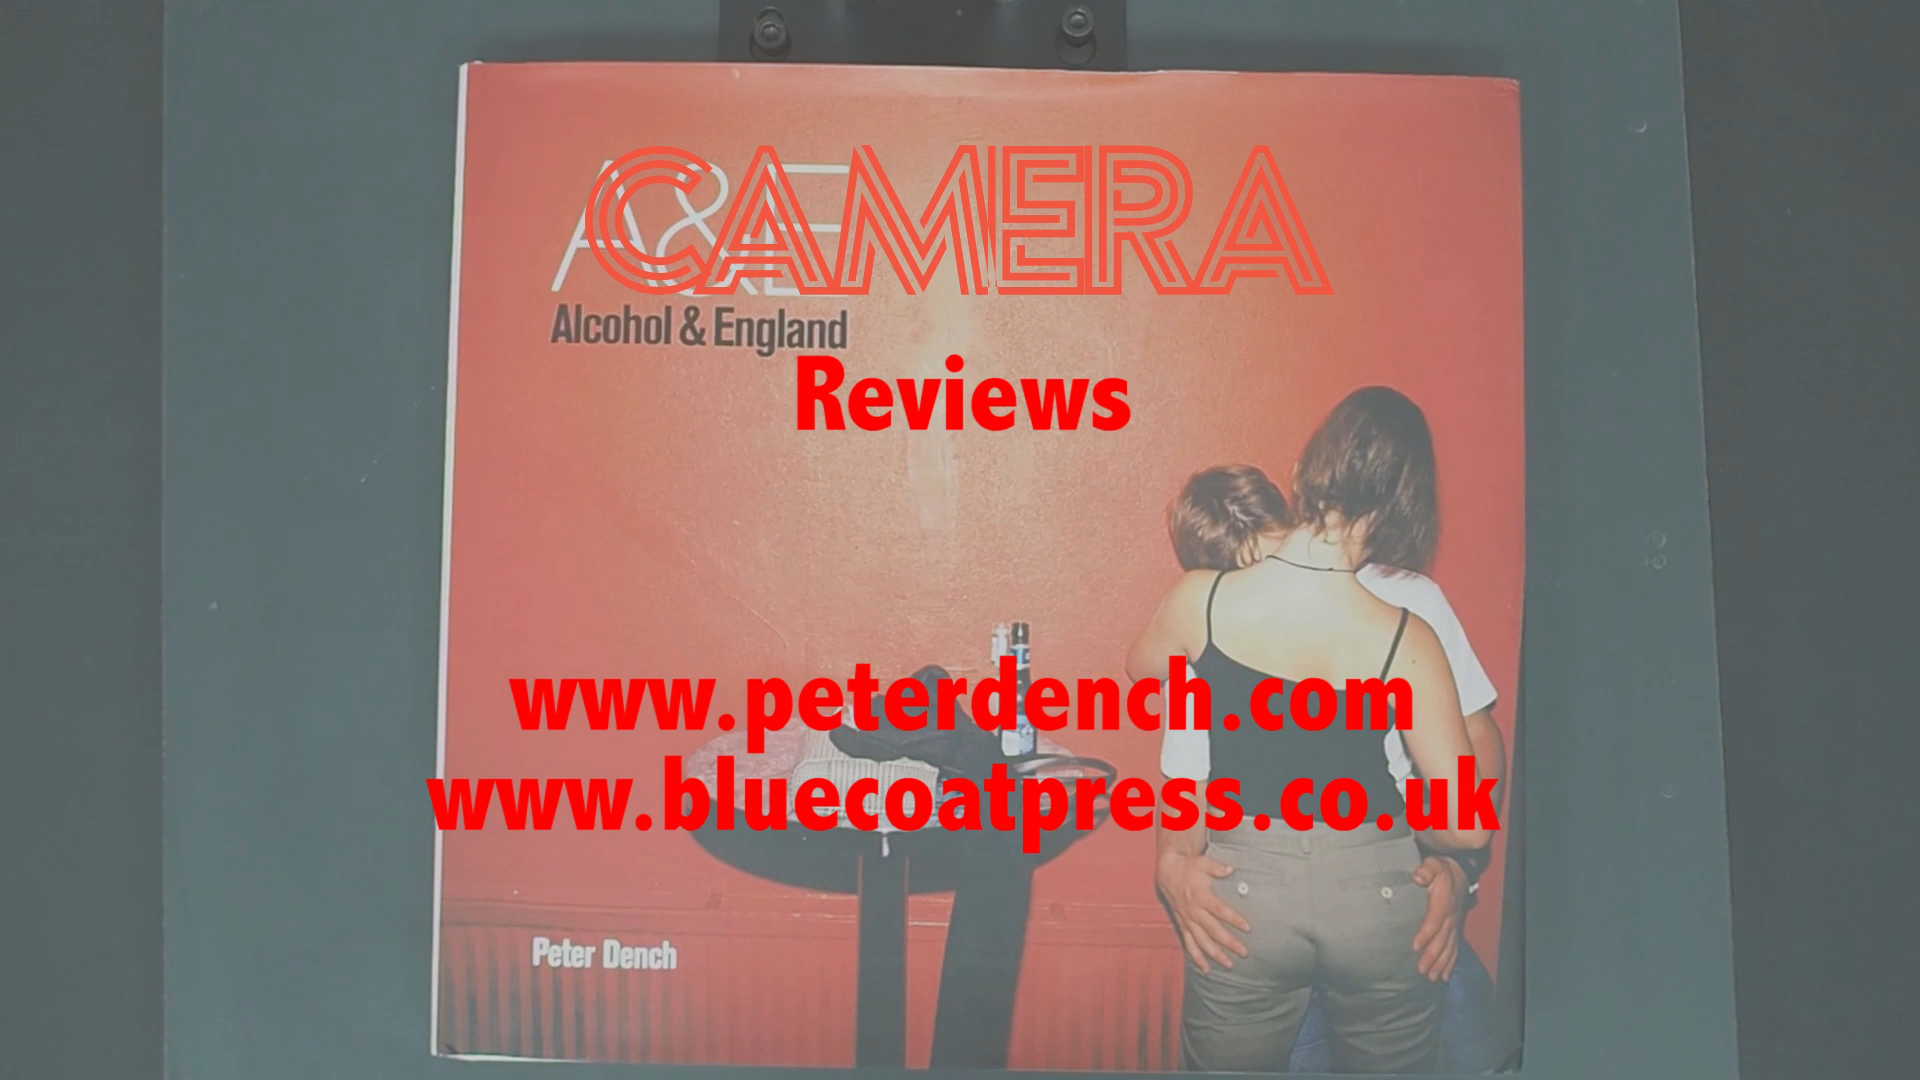 CAMERA
A&E
Alcohol & England
Reviews
www.peterdench.com
www.bluecoatpress.co.uk
Peter Dench